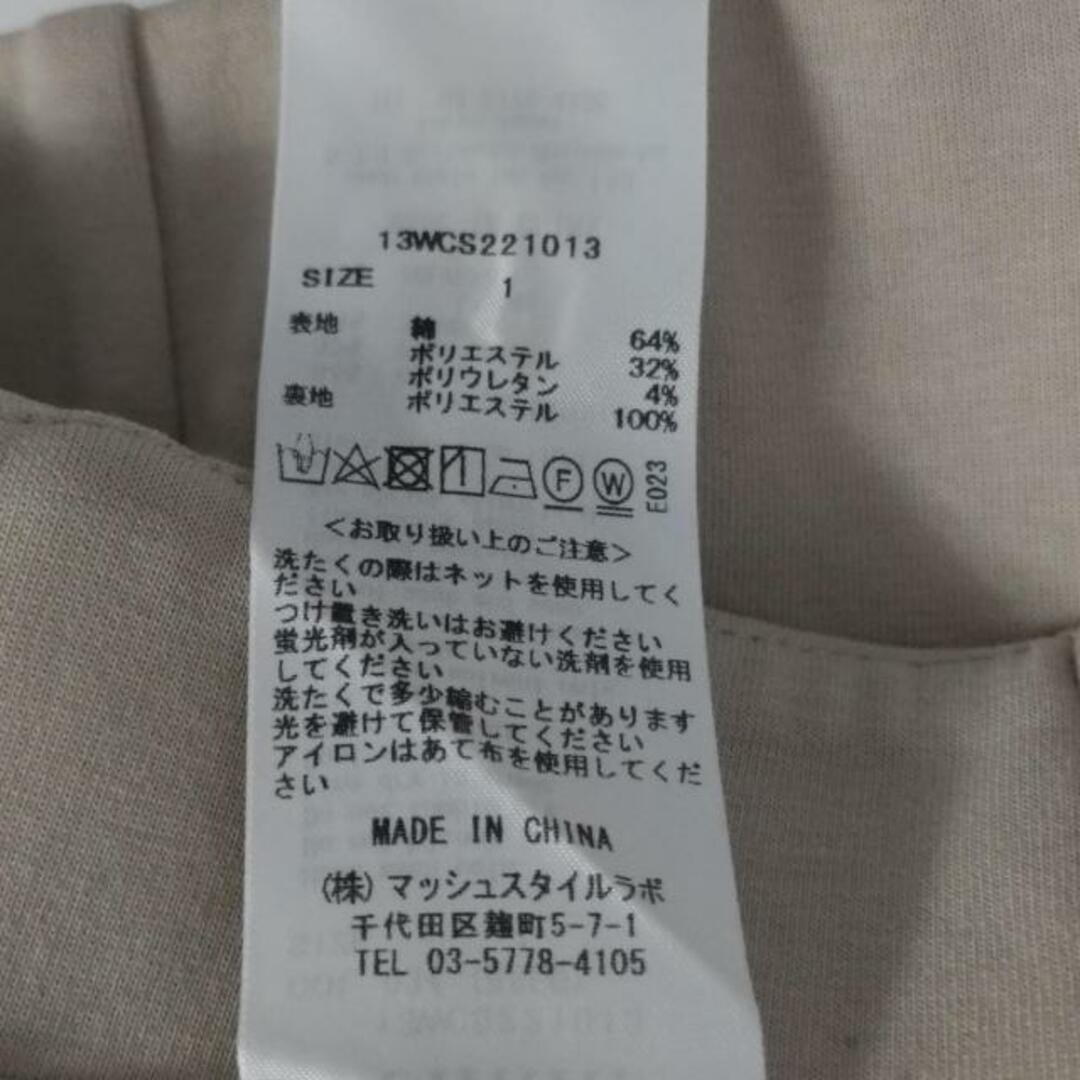 13WCS221013
SIZE 1
表地 綿 64%
ポリエステル 32%
ポリウレタン 4%
裏地 ポリエステル 100%
F W E023
<お取り扱い上のご注意>
洗たくの際はネットを使用してく
ださい
つけ置き洗いはお避けください
蛍光剤が入っていない洗剤を使用
してください
洗たくで多少縮むことがあります
光を避けて保管してください
アイロンはあて布を使用してくだ
さい
MADE IN CHINA
(株)マッシュスタイルラボ
千代田区麹町5-7-1
TEL 03-5778-4105
13WCS221013